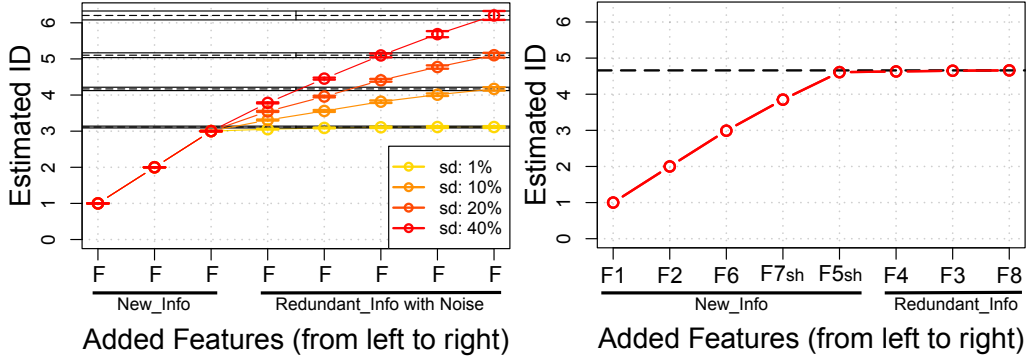 Estimated ID
6
5
4
3
2
1
0
sd: 1%
sd: 10%
sd: 20%
sd: 40%
F F F F F F F F
New_Info Redundant_Info with Noise
Added Features (from left to right)
Estimated ID
6
5
4
3
2
1
0
F1 F2 F6 F7sh F5sh F4 F3 F8
New_Info Redundant_Info
Added Features (from left to right)